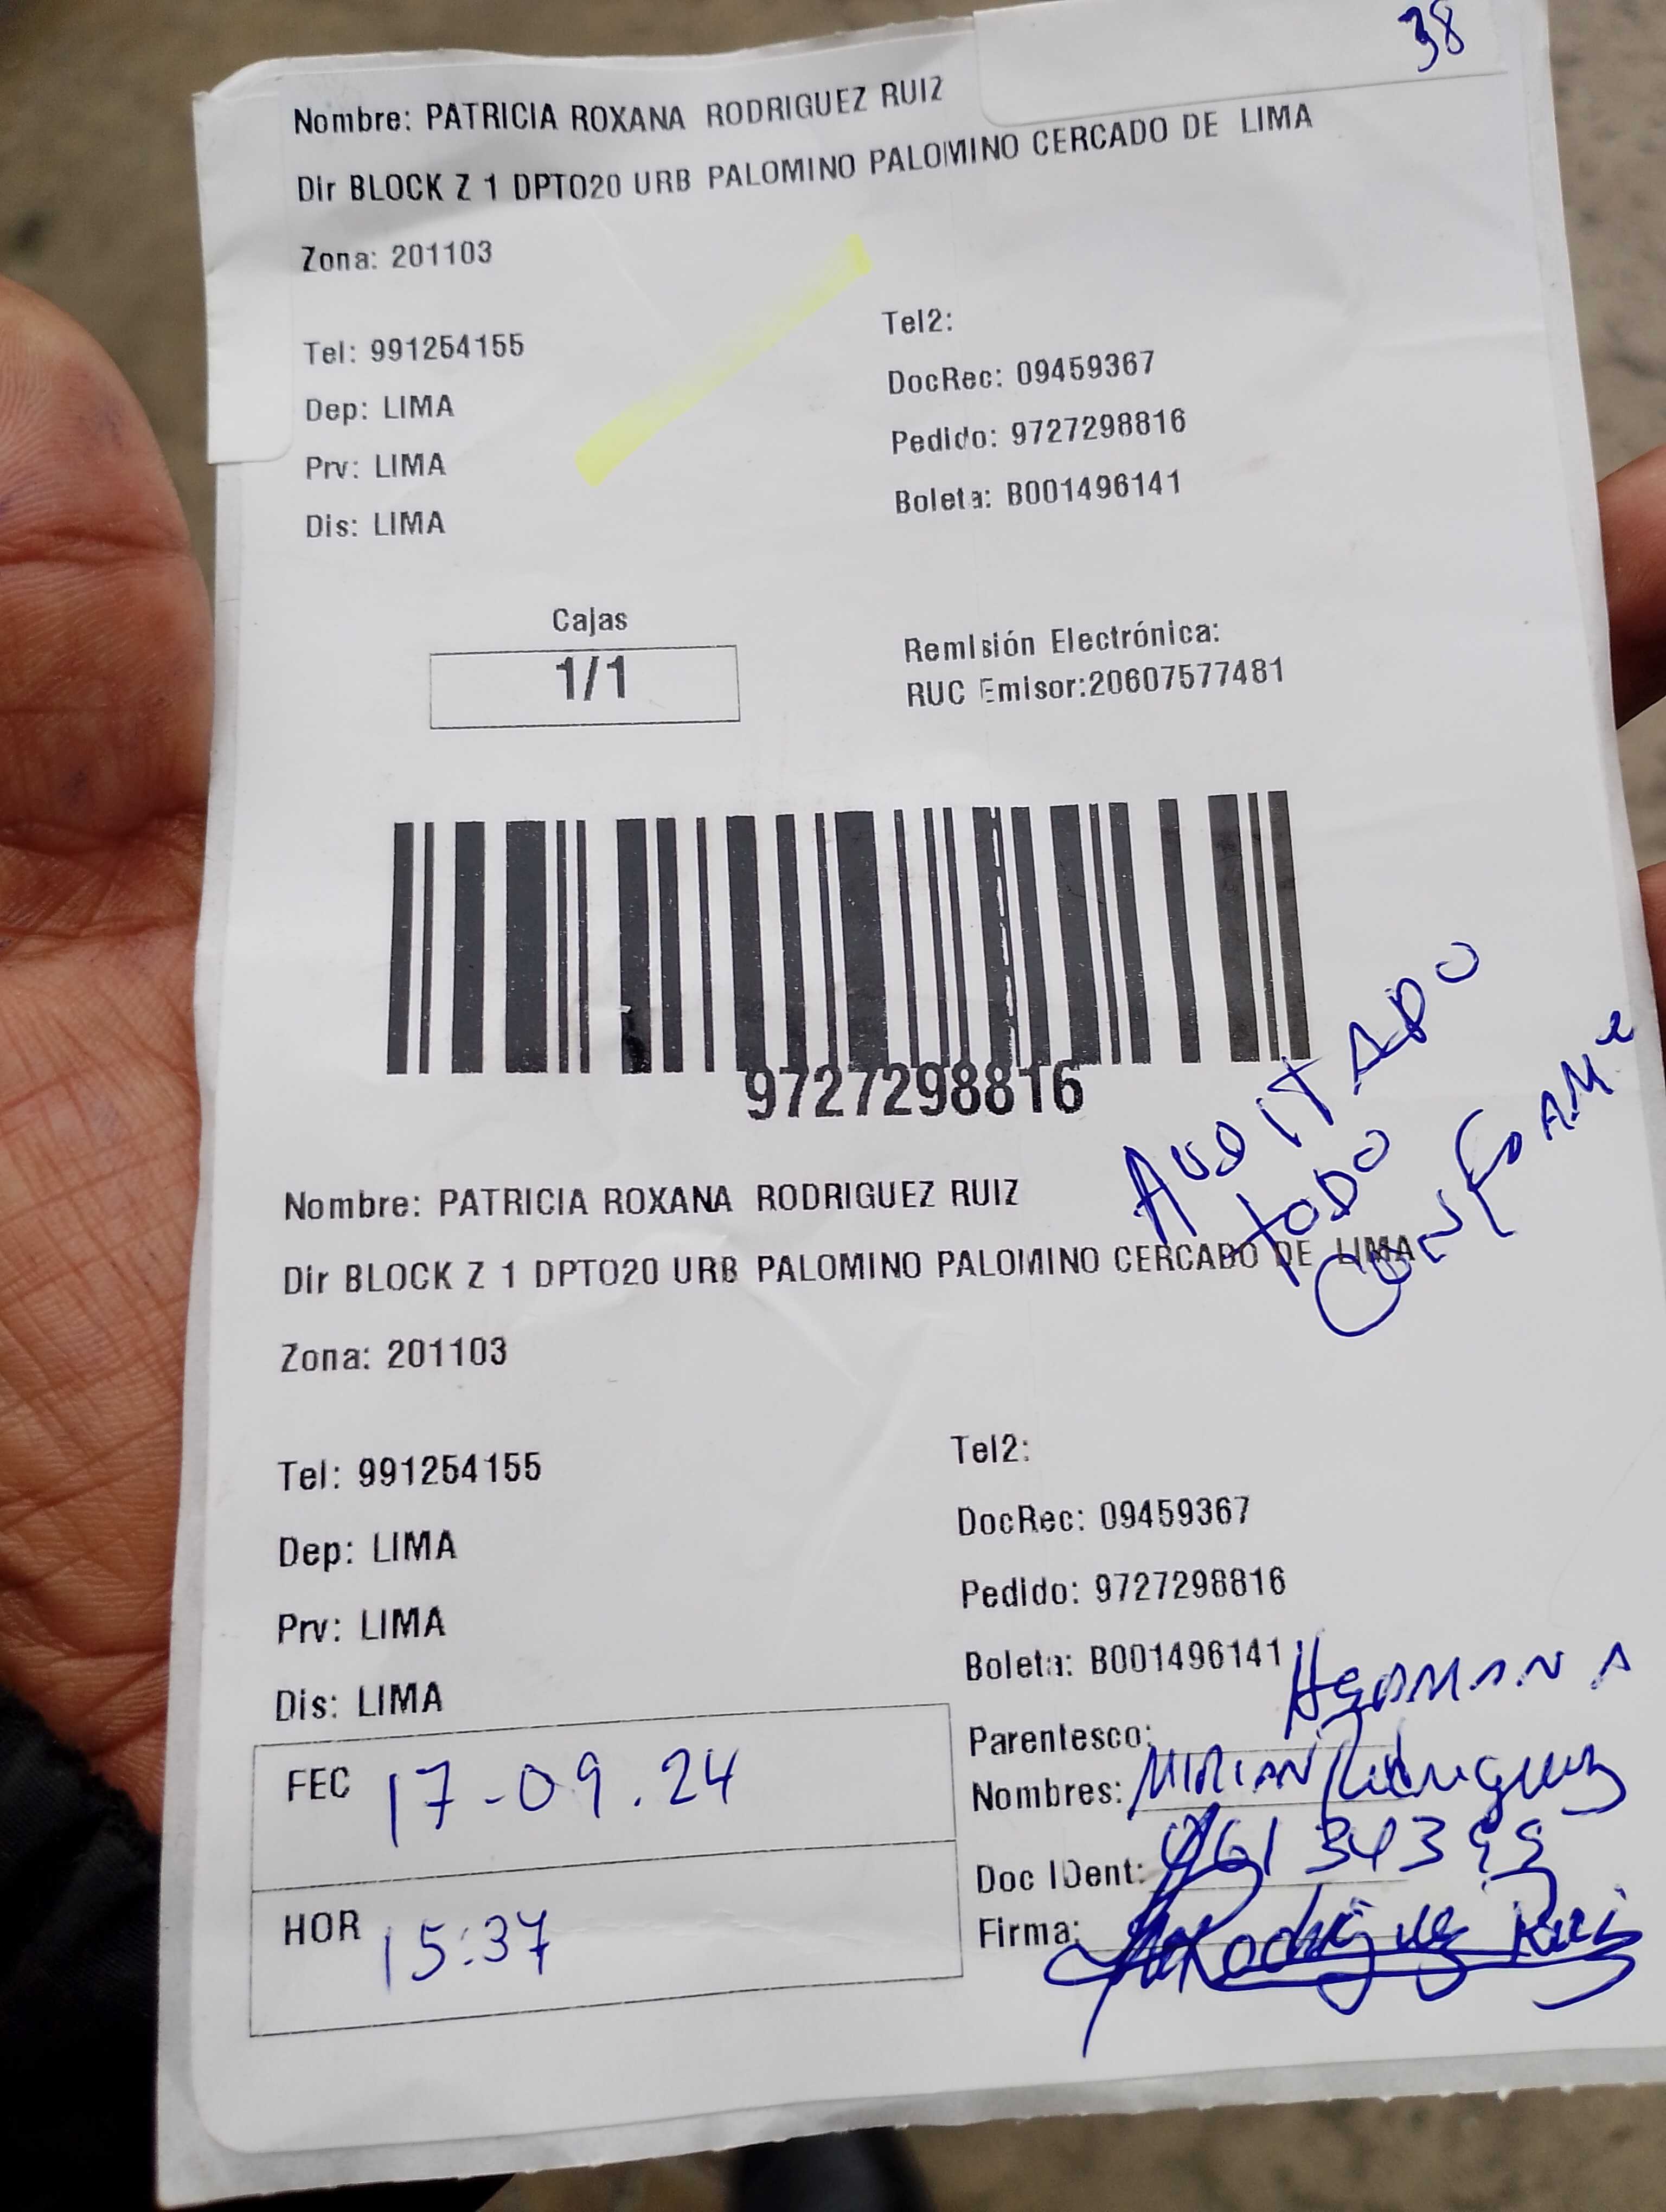 38
Nombre: PATRICIA ROXANA RODRIGUEZ RUIZ
Dir BLOCK Z 1 DPTO20 URB PALOMINO PALOMINO CERCADO DE LIMA
Zona: 201103
Tel: 991254155
Dep: LIMA
Prv: LIMA
Dis: LIMA
Tel2:
DocRec: 09459367
Pedido: 9727298816
Boleta: B001496141
Cajas
1/1
Remisión Electrónica:
RUC Emisor:20607577481
9727298816
AUDITADO
TODO
CONFORME
Nombre: PATRICIA ROXANA RODRIGUEZ RUIZ
Dir BLOCK Z 1 DPTO20 URB PALOMINO PALOMINO CERCADO DE LIMA
Zona: 201103
Tel: 991254155
Dep: LIMA
Prv: LIMA
Dis: LIMA
Tel2:
DocRec: 09459367
Pedido: 9727298816
Boleta: B001496141
FEC 17-09.24
HOR 15:37
Parentesco: HERMANA
Nombres: MIRIAN Rodriguez
Doc IDent:
Firma: Rodriguez Ruiz